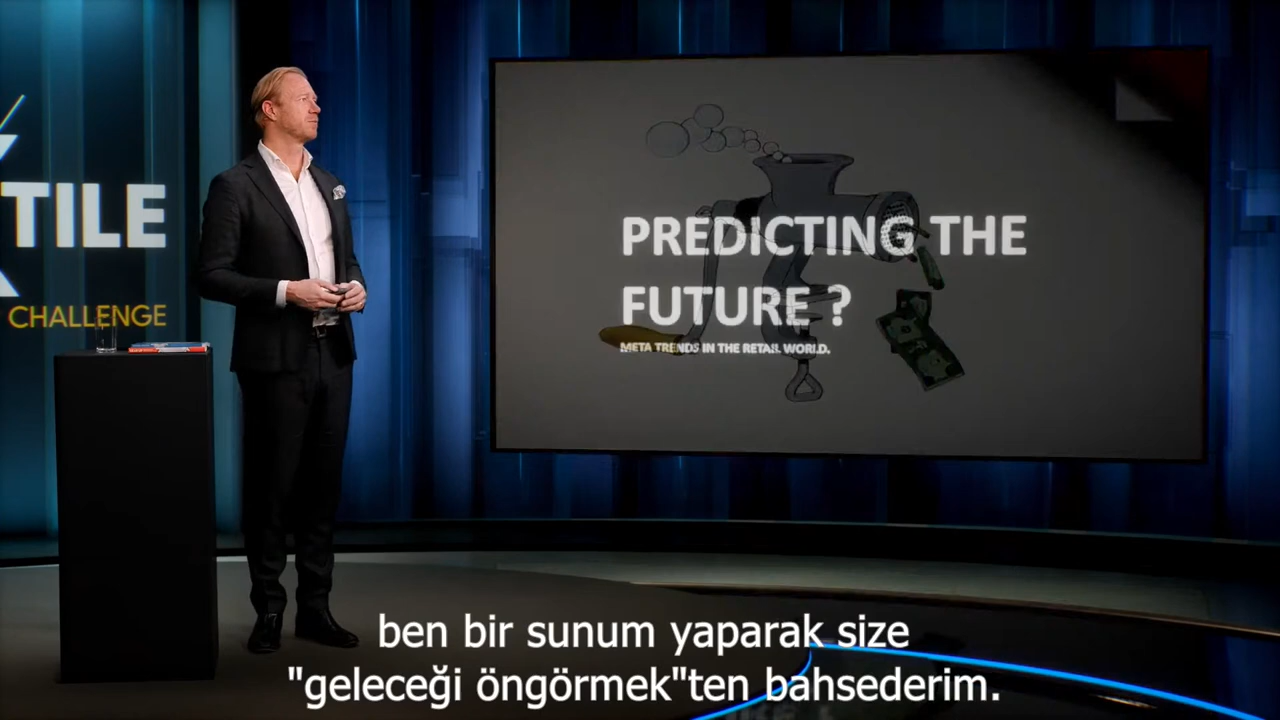 TILE
CHALLENGE
PREDICTING THE
FUTURE ?
META TRENDS IN THE RETAIL WORLD.
ben bir sunum yaparak size
"geleceği öngörmek"ten bahsederim.